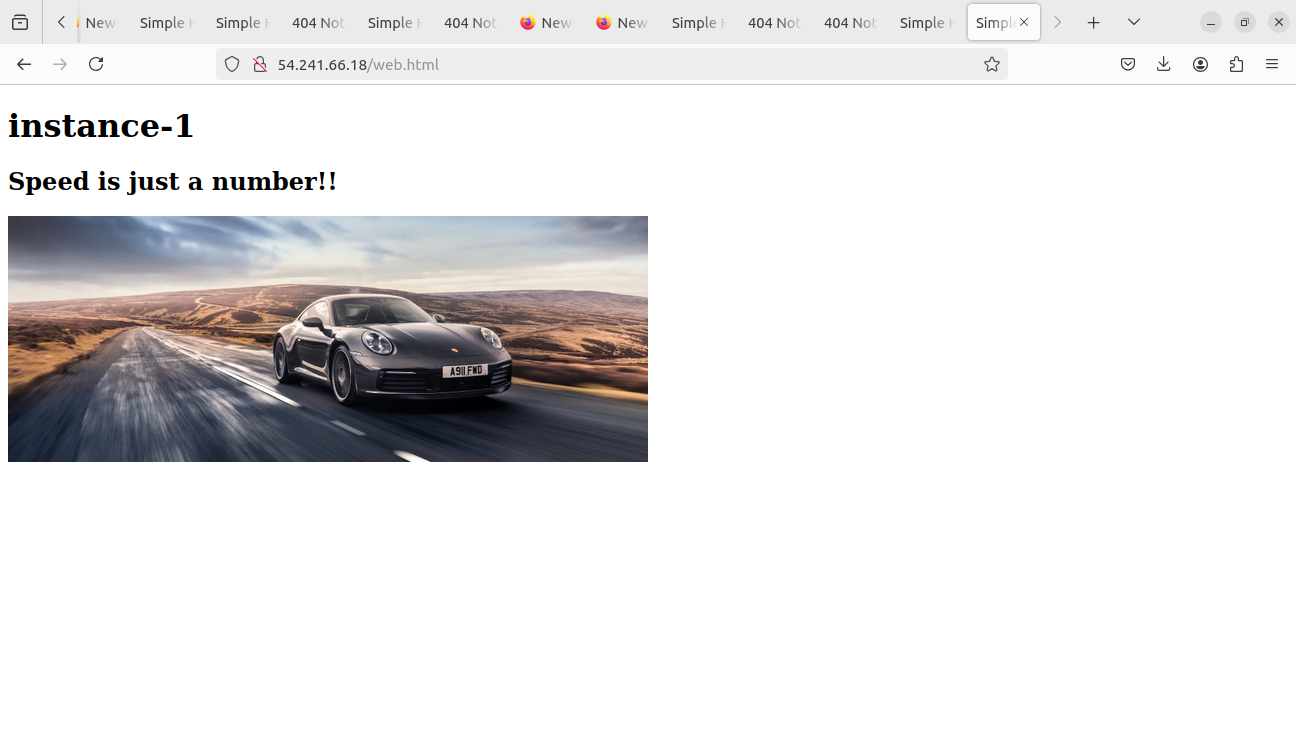 New
Simple H
Simple H
404 Not
Simple H
404 Not
New
New
Simple H
404 Not
404 Not
Simple H
Simple
54.241.66.18/web.html
instance-1
Speed is just a number!!
A911 FWD